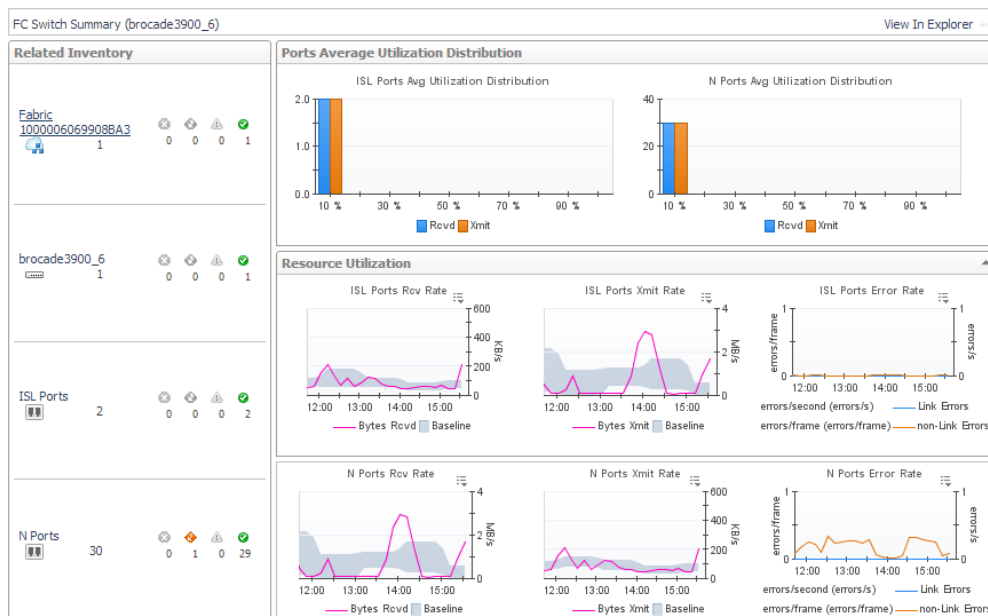 FC Switch Summary (brocade3900_6)
View In Explorer
Related Inventory
Fabric
1000006069908BA3
1
0 0 0 1
brocade3900_6
1
0 0 0 1
ISL Ports
2
0 0 0 2
N Ports
30
0 1 0 29
Ports Average Utilization Distribution
ISL Ports Avg Utilization Distribution
2.0
1.0
0.0
10 % 30 % 50 % 70 % 90 %
Rcvd Xmit
N Ports Avg Utilization Distribution
40
20
0
10 % 30 % 50 % 70 % 90 %
Rcvd Xmit
Resource Utilization
ISL Ports Rcv Rate
600
400
200
0
KB/s
12:00 13:00 14:00 15:00
Bytes Rcvd Baseline
ISL Ports Xmit Rate
4
2
0
MB/s
12:00 13:00 14:00 15:00
Bytes Xmit Baseline
ISL Ports Error Rate
1
0
errors/frame
1
0
errors/s
12:00 13:00 14:00 15:00
errors/second (errors/s) Link Errors
errors/frame (errors/frame) non-Link Errors
N Ports Rcv Rate
4
2
0
MB/s
12:00 13:00 14:00 15:00
Bytes Rcvd Baseline
N Ports Xmit Rate
600
400
200
0
KB/s
12:00 13:00 14:00 15:00
Bytes Xmit Baseline
N Ports Error Rate
1
0
errors/frame
1
0
errors/s
12:00 13:00 14:00 15:00
errors/second (errors/s) Link Errors
errors/frame (errors/frame) non-Link Errors